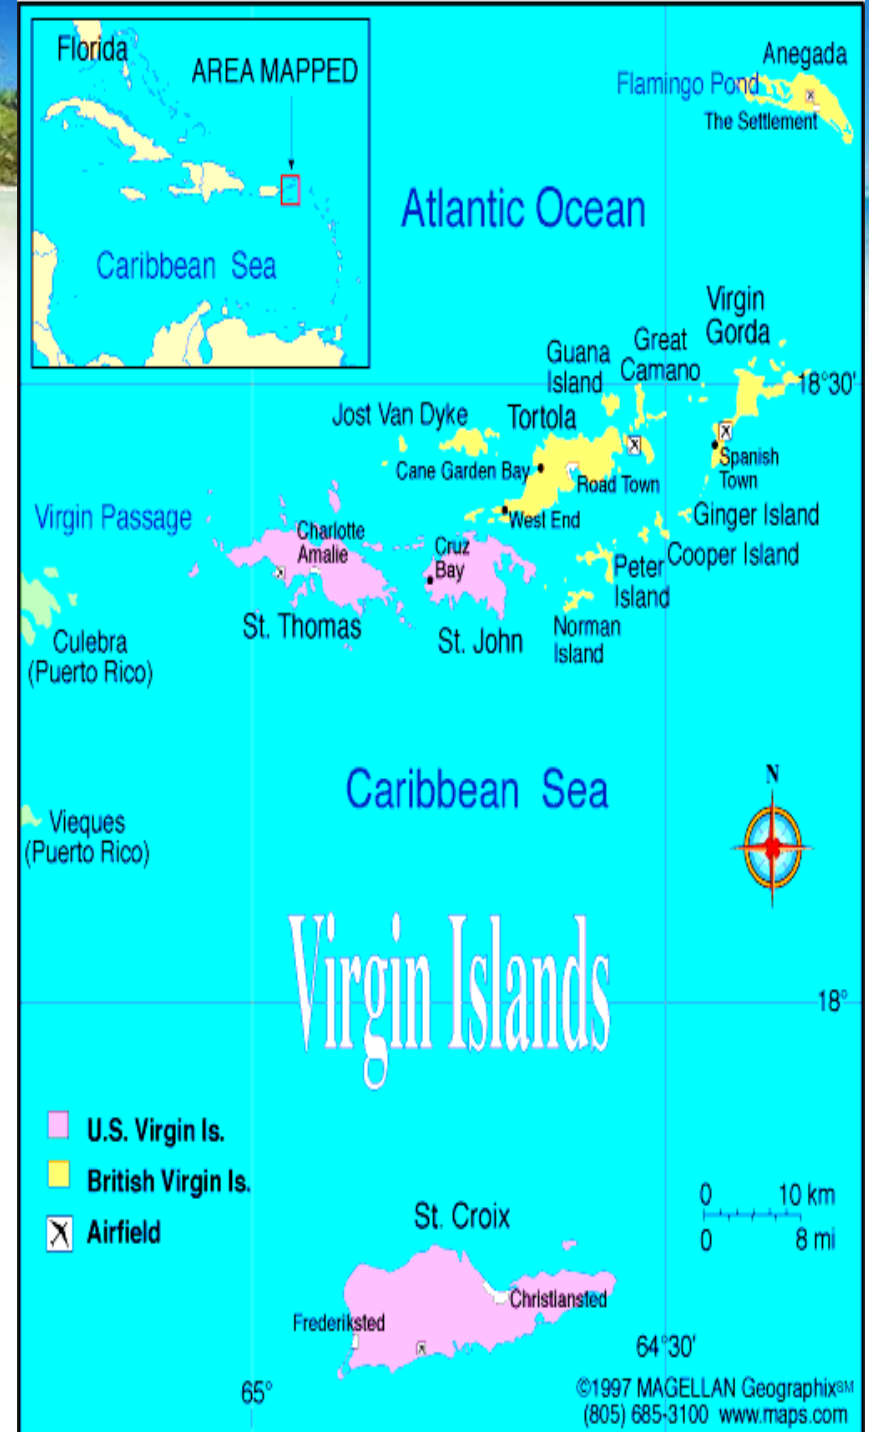 Florida
AREA MAPPED
Caribbean Sea
Anegada
Flamingo Pond
The Settlement
Atlantic Ocean
Virgin
Gorda
Great
Camano
Guana
Island
18°30'
Jost Van Dyke
Tortola
Cane Garden Bay
Road Town
Spanish
Town
West End
Ginger Island
Virgin Passage
Charlotte
Amalie
Cruz
Bay
Cooper Island
Peter
Island
St. Thomas
St. John
Norman
Island
Culebra
(Puerto Rico)
Caribbean Sea
N
Vieques
(Puerto Rico)
Virgin Islands
18°
U.S. Virgin Is.
British Virgin Is.
Airfield
0 10 km
0 8 mi
St. Croix
Christiansted
Frederiksted
64°30'
65°
©1997 MAGELLAN Geographix℠
(805) 685-3100 www.maps.com